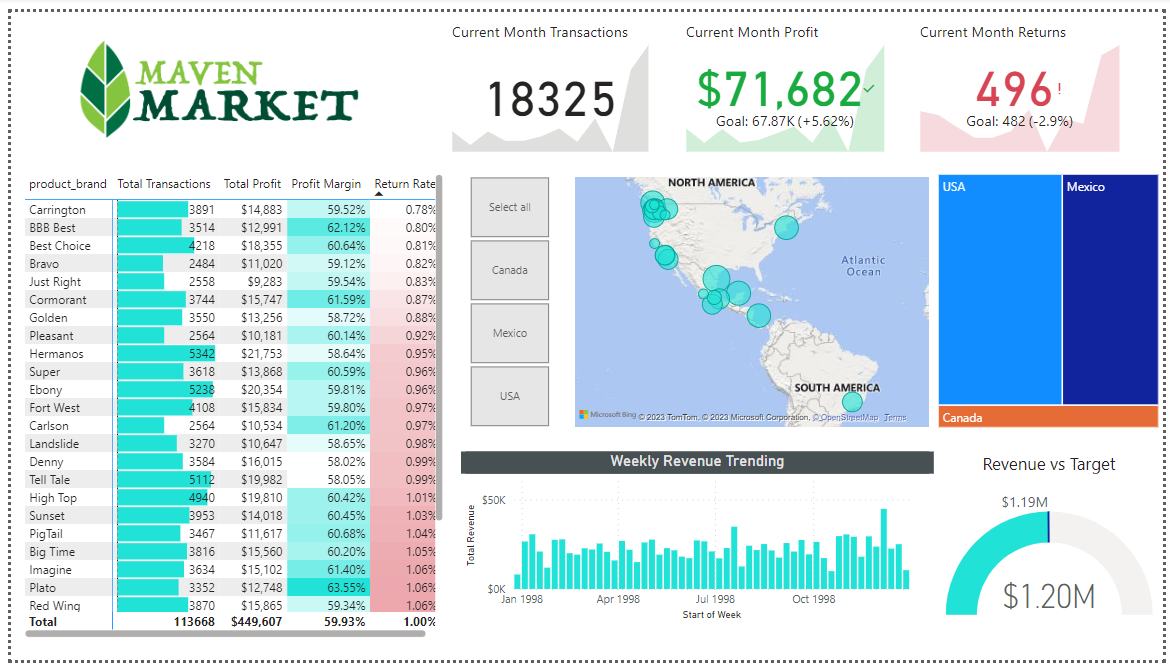 MAVEN
MARKET
Current Month Transactions
18325
Current Month Profit
$71,682
Goal: 67.87K (+5.62%)
Current Month Returns
496!
Goal: 482 (-2.9%)
product_brand Total Transactions Total Profit Profit Margin Return Rate
Carrington 3891 $14,883 59.52% 0.78%
BBB Best 3514 $12,991 62.12% 0.80%
Best Choice 4218 $18,355 60.64% 0.81%
Bravo 2484 $11,020 59.12% 0.82%
Just Right 2558 $9,283 59.54% 0.83%
Cormorant 3744 $15,747 61.59% 0.87%
Golden 3550 $13,256 58.72% 0.88%
Pleasant 2564 $10,181 60.14% 0.92%
Hermanos 5342 $21,753 58.64% 0.95%
Super 3618 $13,868 60.59% 0.96%
Ebony 5238 $20,354 59.81% 0.96%
Fort West 4108 $15,834 59.80% 0.97%
Carlson 2564 $10,534 61.20% 0.97%
Landslide 3270 $10,647 58.65% 0.98%
Denny 3584 $16,015 58.02% 0.99%
Tell Tale 5112 $19,982 58.05% 0.99%
High Top 4940 $19,810 60.42% 1.01%
Sunset 3953 $14,018 60.45% 1.03%
PigTail 3467 $11,617 60.68% 1.04%
Big Time 3816 $15,560 60.20% 1.05%
Imagine 3634 $15,102 61.40% 1.06%
Plato 3352 $12,748 63.55% 1.06%
Red Wing 3870 $15,865 59.34% 1.06%
Total 113668 $449,607 59.93% 1.00%
Select all
Canada
Mexico
USA
NORTH AMERICA
Atlantic
Ocean
SOUTH AMERICA
Microsoft Bing © 2023 TomTom, © 2023 Microsoft Corporation, © OpenStreetMap Terms
USA
Mexico
Canada
Weekly Revenue Trending
Total Revenue
$50K
$0K
Jan 1998 Apr 1998 Jul 1998 Oct 1998
Start of Week
Revenue vs Target
$1.19M
$1.20M